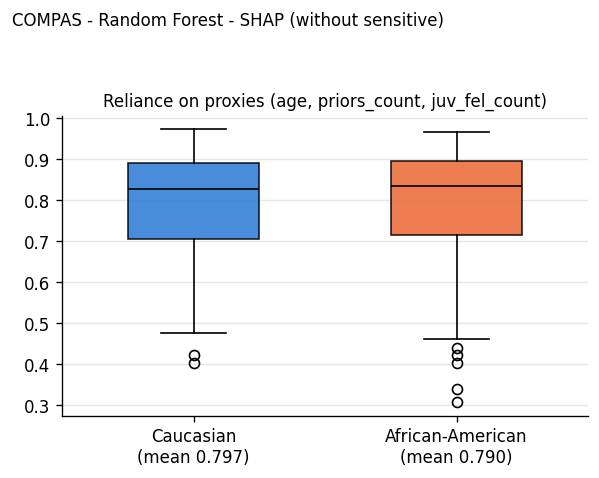 COMPAS - Random Forest - SHAP (without sensitive)
Reliance on proxies (age, priors_count, juv_fel_count)
1.0
0.9
0.8
0.7
0.6
0.5
0.4
0.3
Caucasian
(mean 0.797)
African-American
(mean 0.790)